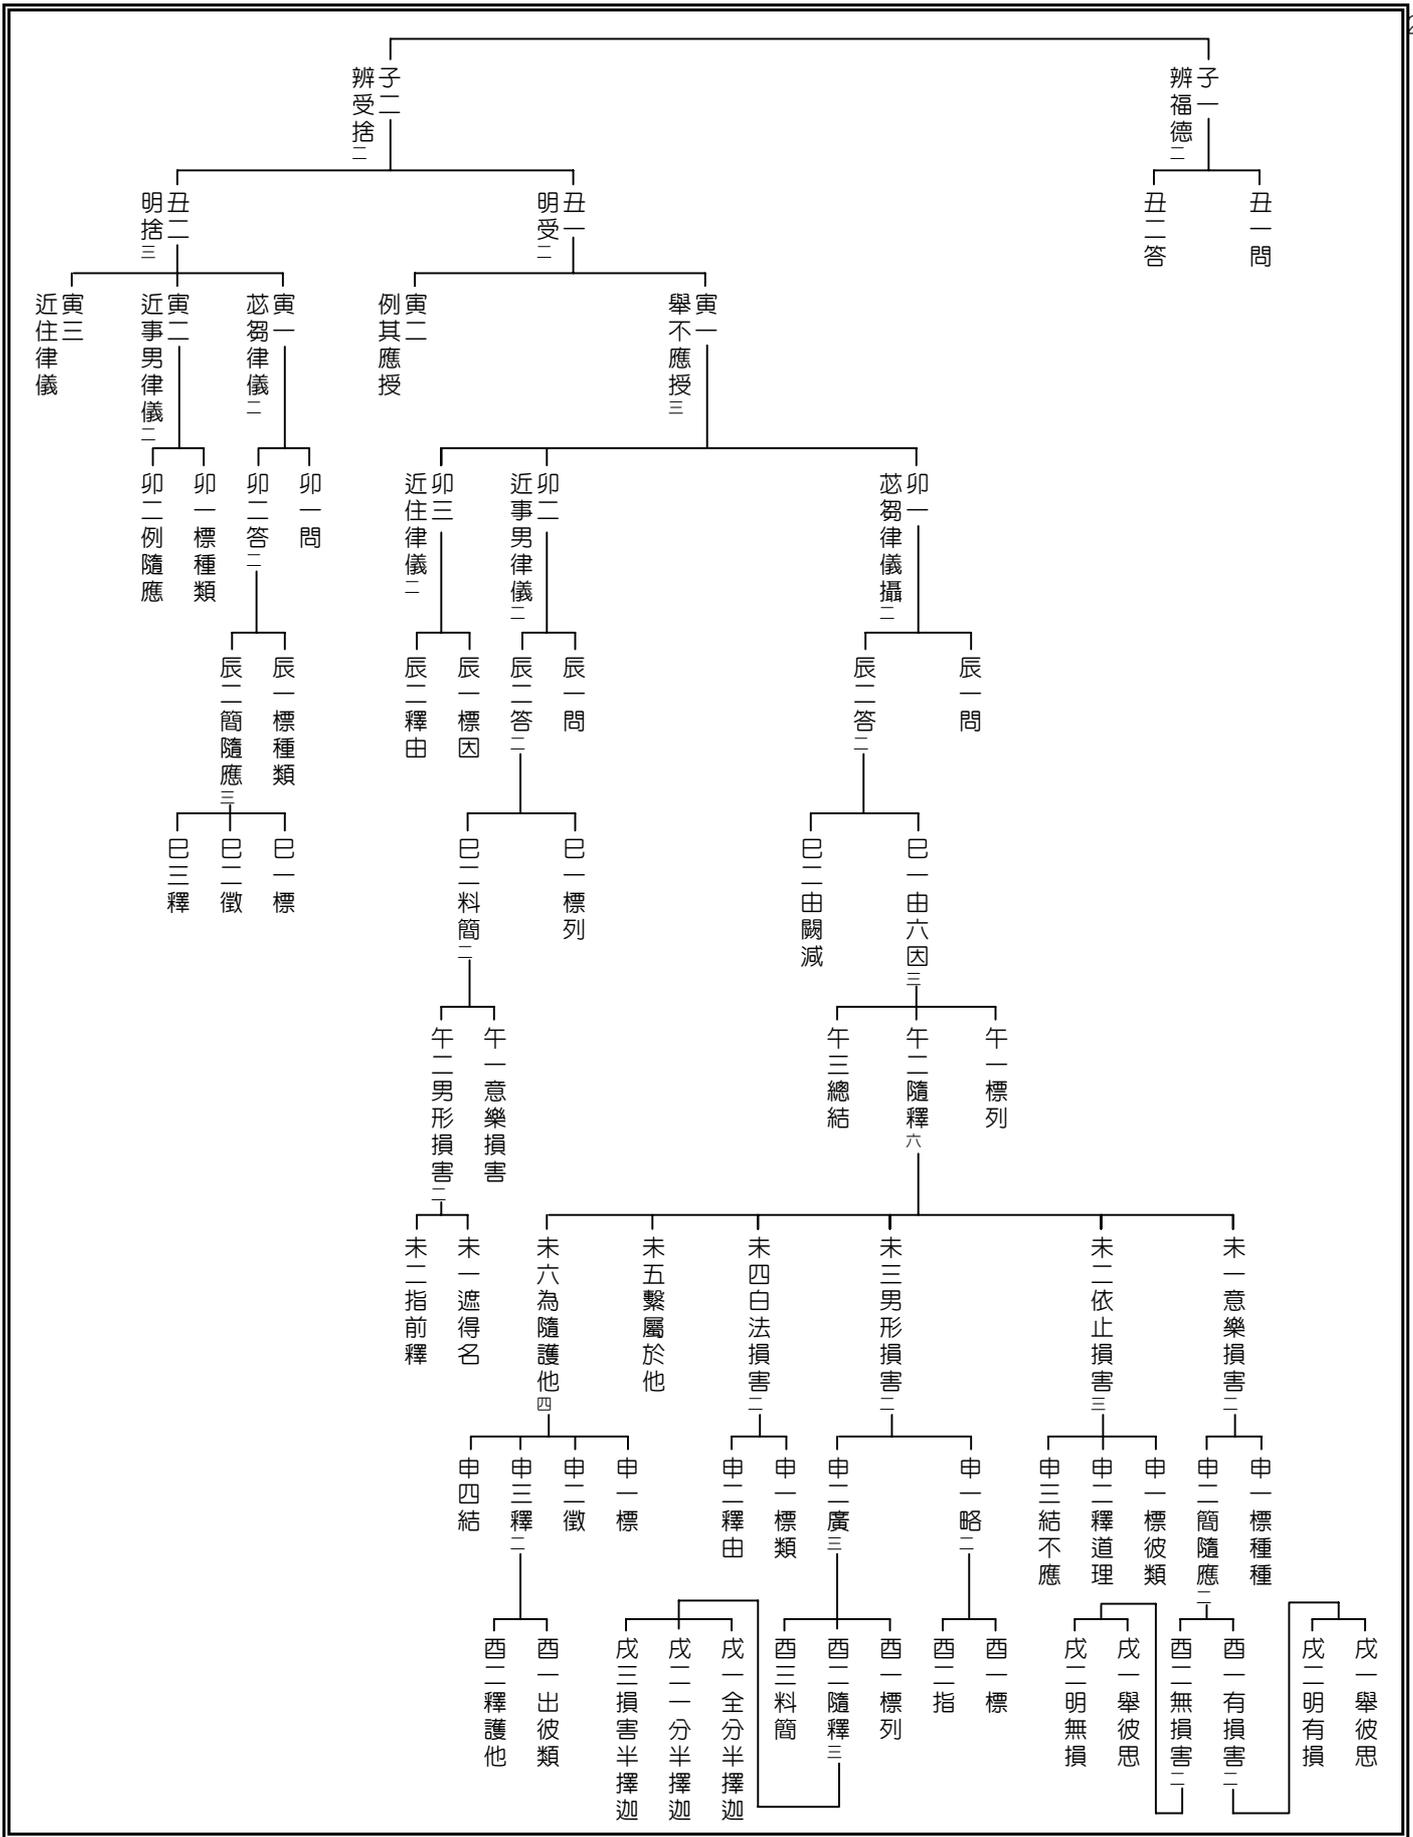 子一
辨福德二
丑一問
丑二答
子二
辨受捨二
丑一
明受二
寅一
舉不應授三
卯一
苾芻律儀攝二
辰一問
辰二答二
巳一由六因三
午一標列
午二隨釋六
未一意樂損害二
申一標種種
申二簡隨應二
酉一有損害二
戌一舉彼思
戌二明有損
酉二無損害二
戌一舉彼思
戌二明無損
未二依止損害三
申一標彼類
申二釋道理
申三結不應
未三男形損害二
申一略二
酉一標
酉二指
申二廣三
酉一標列
酉二隨釋三
戌一全分半擇迦
戌二一分半擇迦
戌三損害半擇迦
酉三料簡
未四白法損害二
申一標類
申二釋由
未五繫屬於他
未六為隨護他四
申一標
申二徵
申三釋二
酉一出彼類
酉二釋護他
申四結
午三總結
巳二由闕減
卯二
近事男律儀二
辰一問
辰二答二
巳一標列
巳二料簡二
午一意樂損害
午二男形損害二
未一遮得名
未二指前釋
卯三
近住律儀二
辰一標因
辰二釋由
寅二
例其應授
丑二
明捨三
寅一
苾芻律儀二
卯一問
卯二答二
辰一標種類
辰二簡隨應三
巳一標
巳二徵
巳三釋
寅二
近事男律儀二
卯一標種類
卯二例隨應
寅三
近住律儀